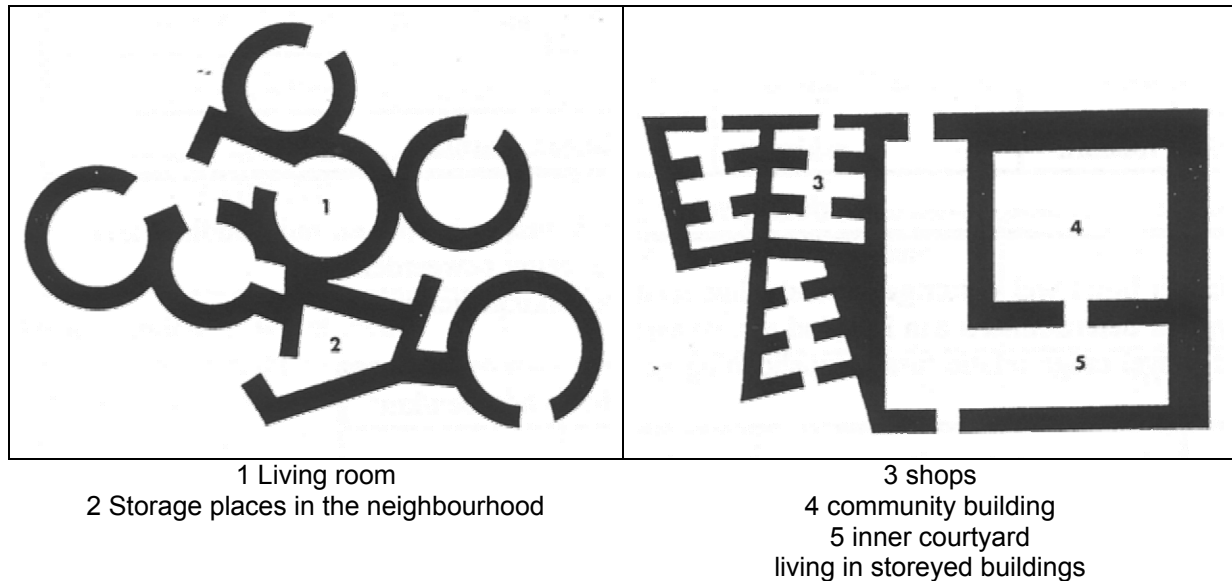 1
2
3
4
5
1 Living room
2 Storage places in the neighbourhood
3 shops
4 community building
5 inner courtyard
living in storeyed buildings